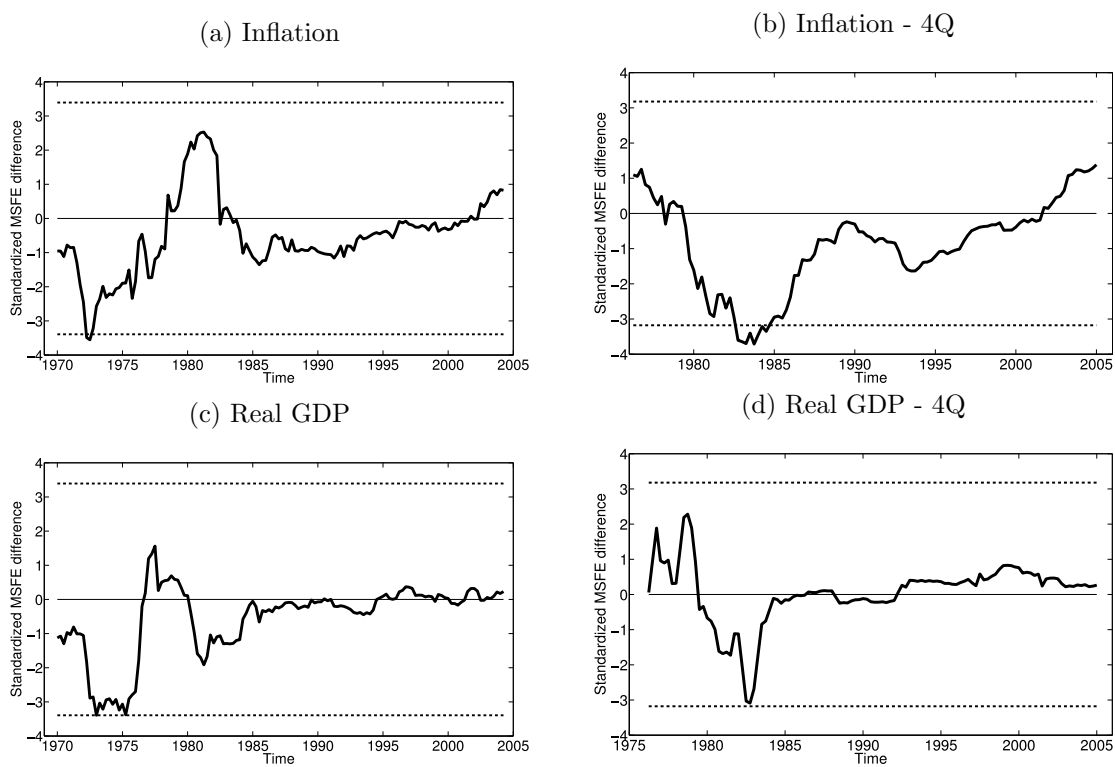 (a) Inflation
4
3
2
1
0
−1
−2
−3
−4
Standardized MSFE difference
1970 1975 1980 1985 1990 1995 2000 2005
Time
(b) Inflation - 4Q
4
3
2
1
0
−1
−2
−3
−4
Standardized MSFE difference
1980 1985 1990 1995 2000 2005
Time
(c) Real GDP
4
3
2
1
0
−1
−2
−3
−4
Standardized MSFE difference
1970 1975 1980 1985 1990 1995 2000 2005
Time
(d) Real GDP - 4Q
4
3
2
1
0
−1
−2
−3
−4
Standardized MSFE difference
1975 1980 1985 1990 1995 2000 2005
Time